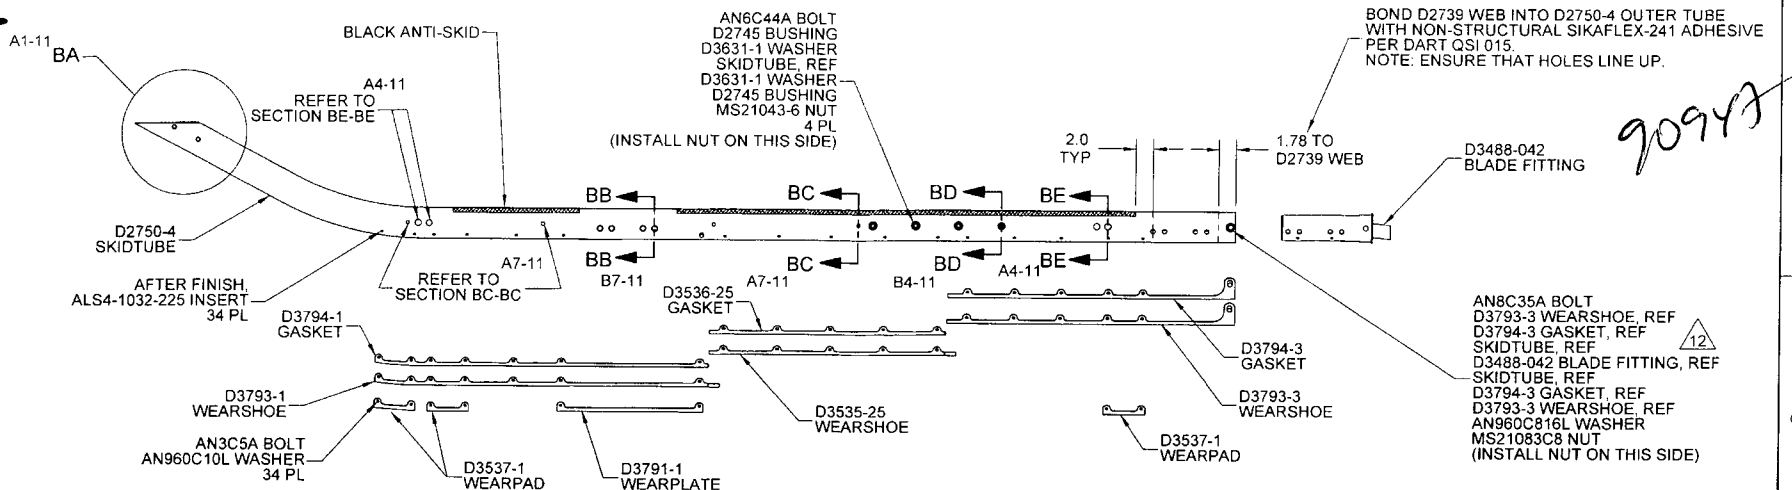 A1-11
BA
BLACK ANTI-SKID
A4-11
REFER TO
SECTION BE-BE
AN6C44A BOLT
D2745 BUSHING
D3631-1 WASHER
SKIDTUBE, REF
D3631-1 WASHER
D2745 BUSHING
MS21043-6 NUT
4 PL
(INSTALL NUT ON THIS SIDE)
BOND D2739 WEB INTO D2750-4 OUTER TUBE
WITH NON-STRUCTURAL SIKAFLEX-241 ADHESIVE
PER DART QSI 015.
NOTE: ENSURE THAT HOLES LINE UP.
90947
2.0
TYP
1.78 TO
D2739 WEB
D3488-042
BLADE FITTING
BB
BC
BD
BE
D2750-4
SKIDTUBE
AFTER FINISH,
ALS4-1032-225 INSERT
34 PL
REFER TO
SECTION BC-BC
A7-11
BB
B7-11
BC
A7-11
BD
B4-11
BE
A4-11
D3794-1
GASKET
D3536-25
GASKET
D3794-3
GASKET
D3793-1
WEARSHOE
D3535-25
WEARSHOE
D3793-3
WEARSHOE
AN3C5A BOLT
AN960C10L WASHER
34 PL
D3537-1
WEARPAD
D3791-1
WEARPLATE
D3537-1
WEARPAD
AN8C35A BOLT
D3793-3 WEARSHOE, REF
D3794-3 GASKET, REF
SKIDTUBE, REF
12
D3488-042 BLADE FITTING, REF
SKIDTUBE, REF
D3794-3 GASKET, REF
D3793-3 WEARSHOE, REF
AN960C816L WASHER
MS21083C8 NUT
(INSTALL NUT ON THIS SIDE)